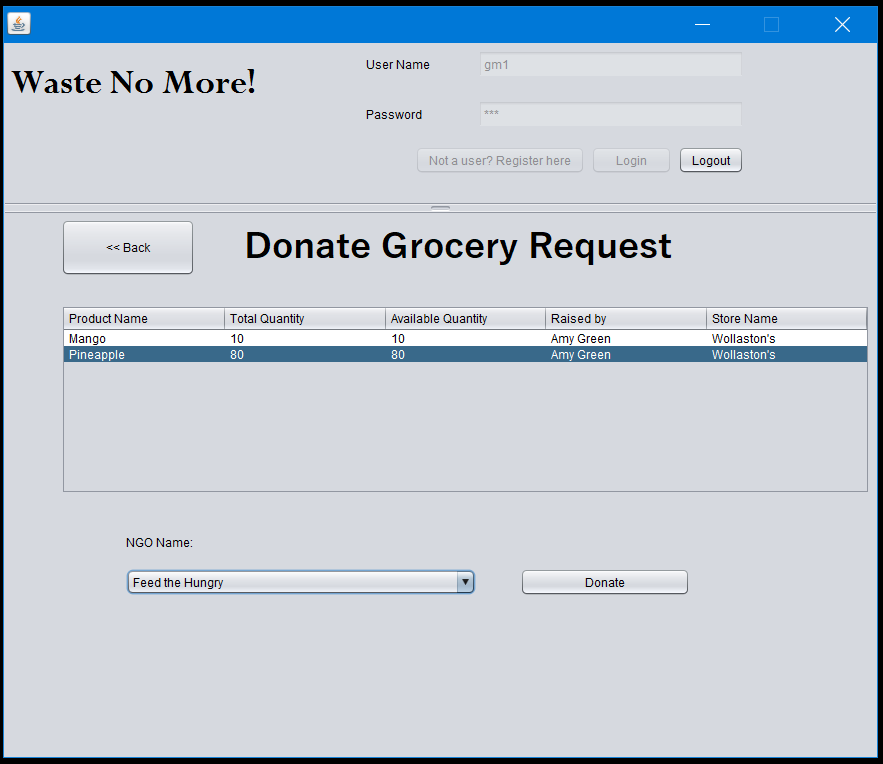 Waste No More!
User Name gm1
Password ***
Not a user? Register here Login Logout
<< Back
Donate Grocery Request
Product Name Total Quantity Available Quantity Raised by Store Name
Mango 10 10 Amy Green Wollaston's
Pineapple 80 80 Amy Green Wollaston's
NGO Name:
Feed the Hungry Donate